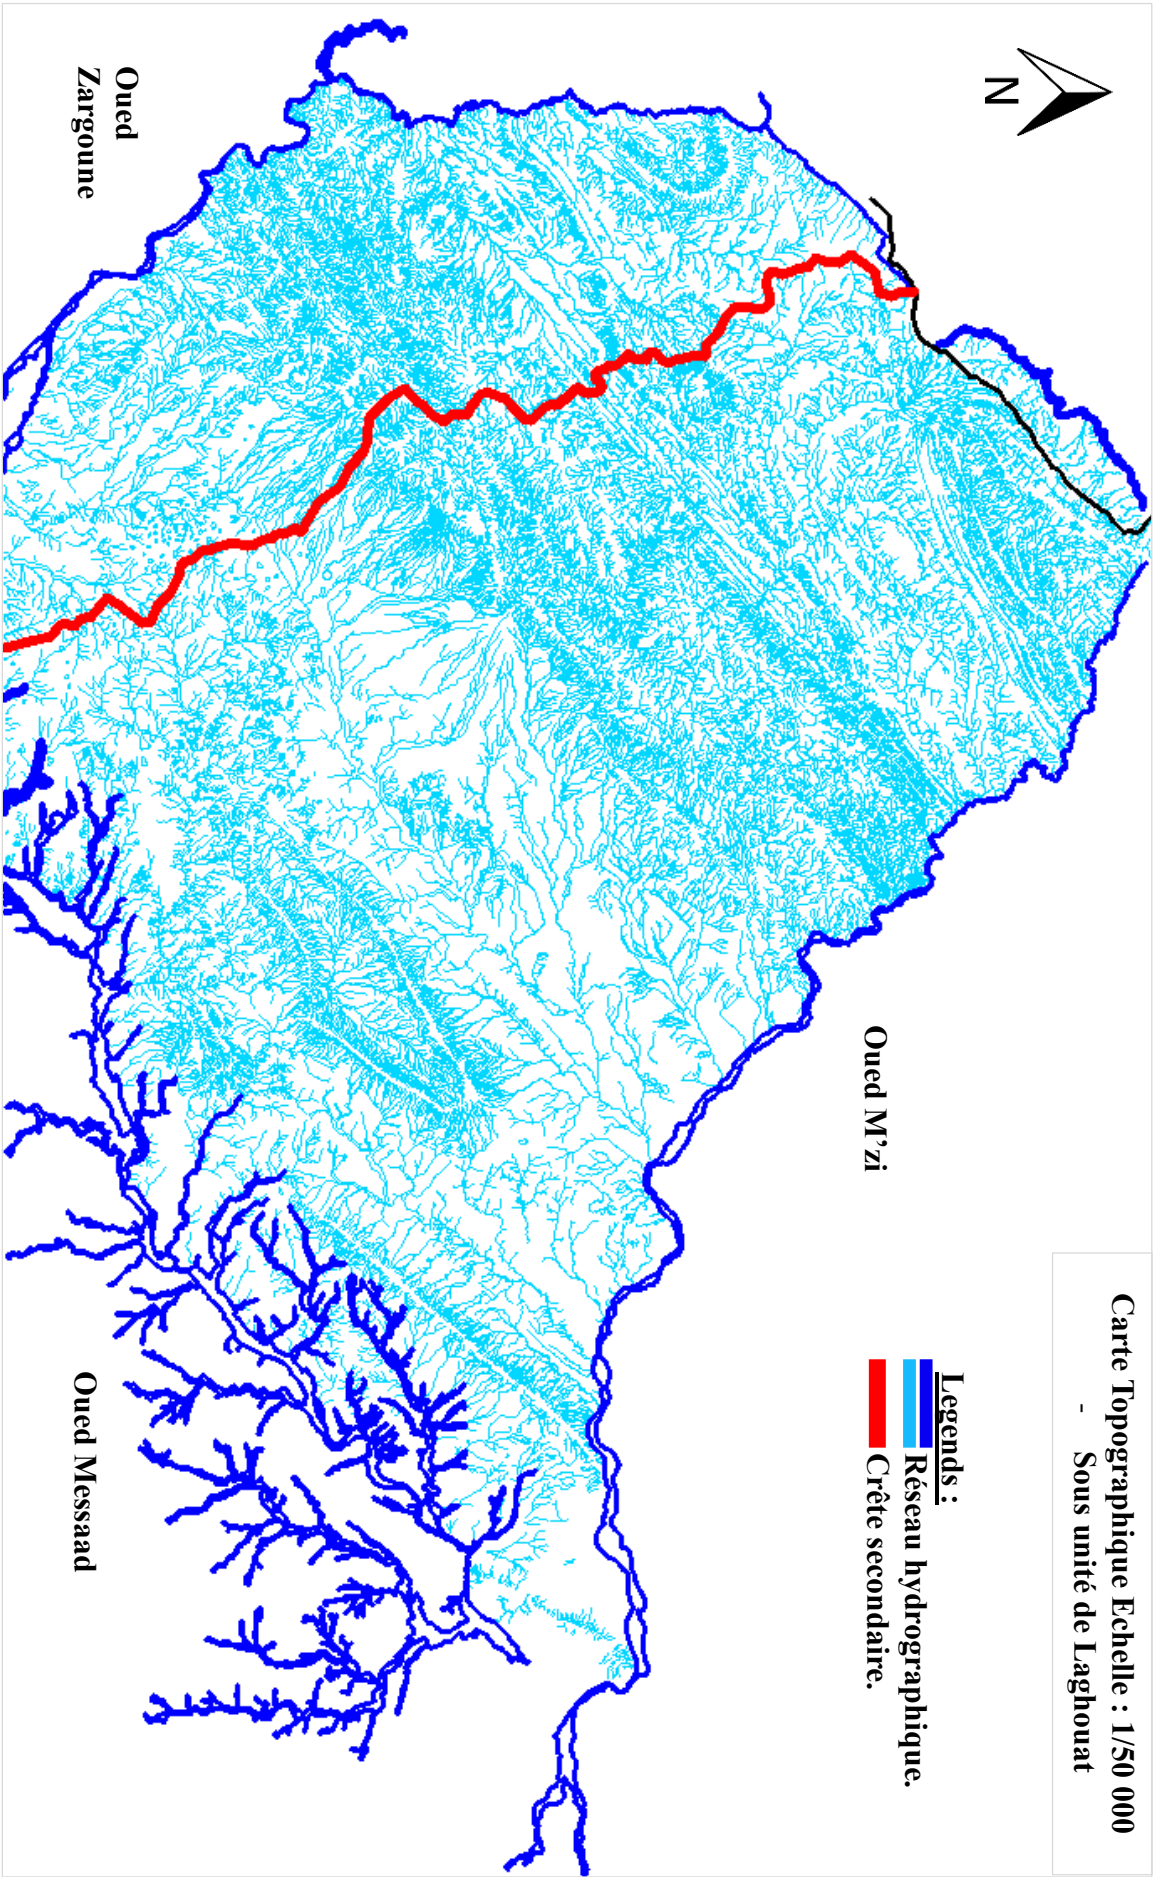 Carte Topographique Echelle : 1/50 000
- Sous unité de Laghouat
N
Legends :
Réseau hydrographique.
Crête secondaire.
Oued M’zi
Oued
Zargoune
Oued Messaad